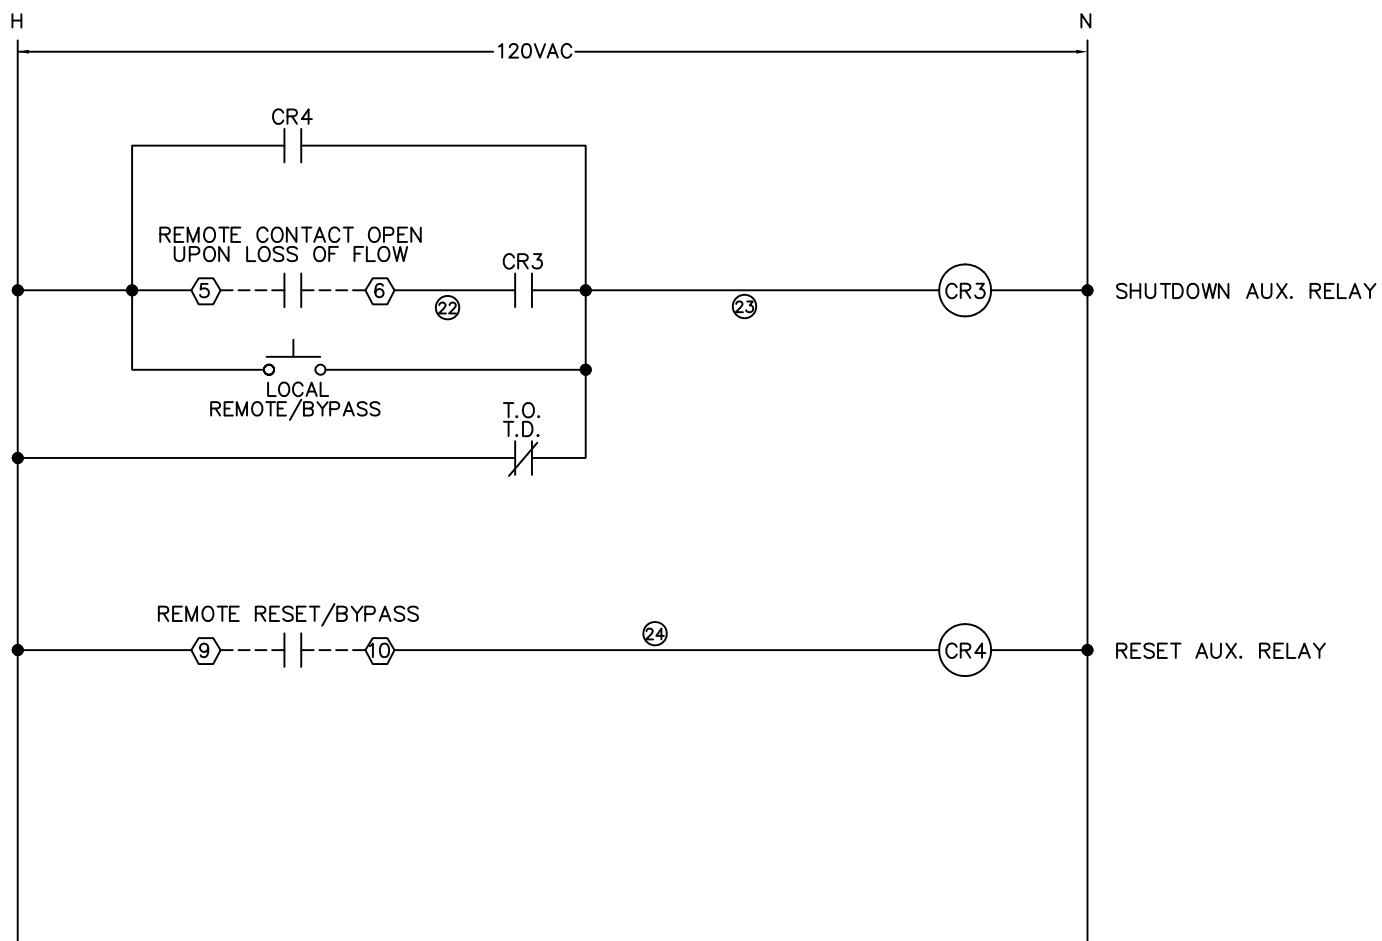 H
N
120VAC
CR4
REMOTE CONTACT OPEN
UPON LOSS OF FLOW
CR3
5
6
22
23
CR3
SHUTDOWN AUX. RELAY
LOCAL
REMOTE/BYPASS
T.O.
T.D.
REMOTE RESET/BYPASS
9
10
24
CR4
RESET AUX. RELAY